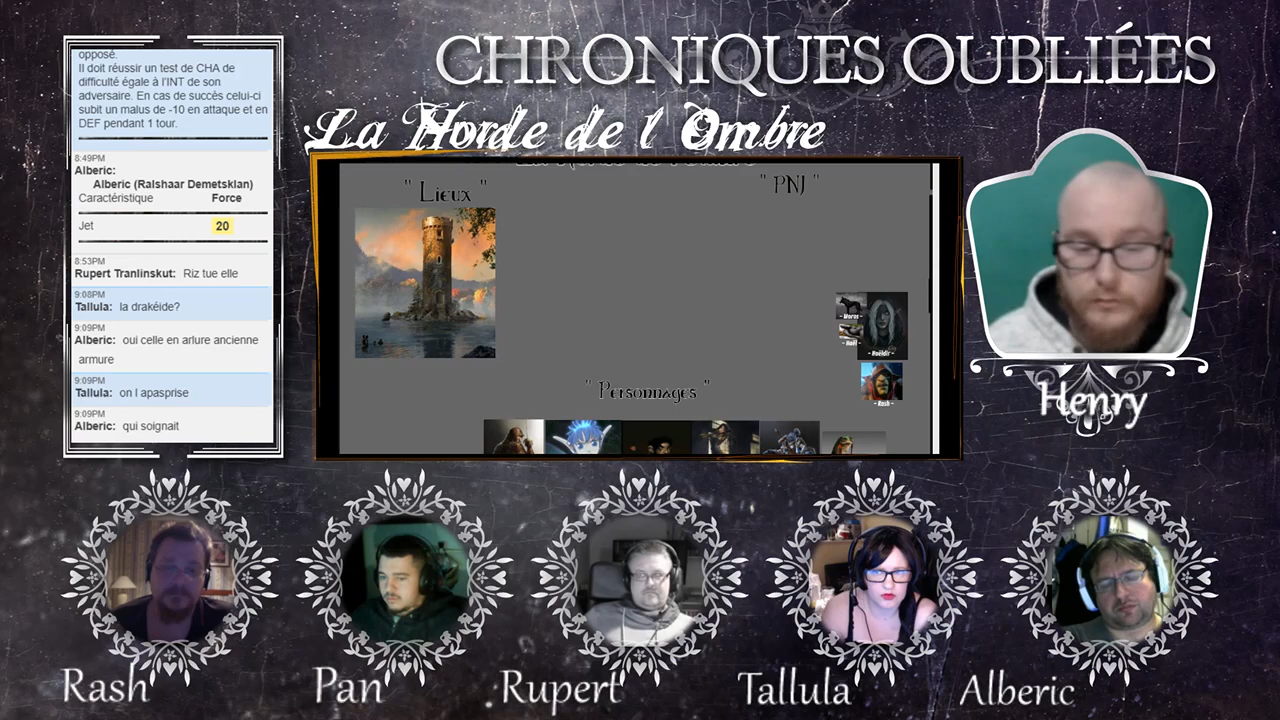 CHRONIQUES OUBLIÉES
La Horde de l Ombre
opposé.
Il doit réussir un test de CHA de
difficulté égale à l'INT de son
adversaire. En cas de succès celui-ci
subit un malus de -10 en attaque et en
DEF pendant 1 tour.
8:49PM
Alberic:
Alberic (Ralshaar Demetsklan)
Caractéristique Force
Jet 20
8:53PM
Rupert Tranlinskut: Riz tue elle
9:08PM
Tallula: la drakéide?
9:09PM
Alberic: oui celle en arlure ancienne
armure
9:09PM
Tallula: on l apasprise
9:09PM
Alberic: qui soignait
" Lieux "
" PNJ "
~ Worus ~
~ Rash ~
" Personnages "
Henry
Rash
Pan
Rupert
Tallula
Alberic